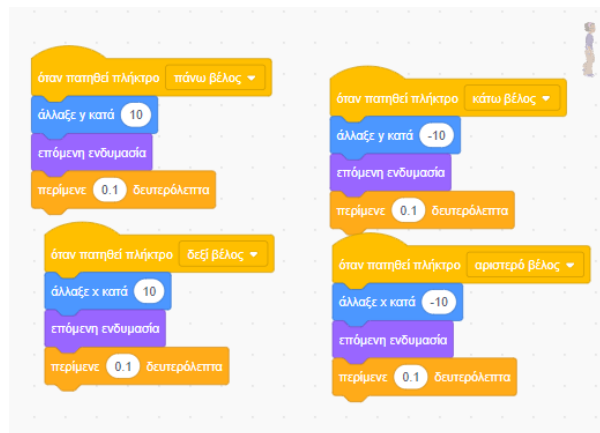 όταν πατηθεί πλήκτρο πάνω βέλος
άλλαξε y κατά 10
επόμενη ενδυμασία
περίμενε 0.1 δευτερόλεπτα
όταν πατηθεί πλήκτρο κάτω βέλος
άλλαξε y κατά -10
επόμενη ενδυμασία
περίμενε 0.1 δευτερόλεπτα
όταν πατηθεί πλήκτρο δεξί βέλος
άλλαξε x κατά 10
επόμενη ενδυμασία
περίμενε 0.1 δευτερόλεπτα
όταν πατηθεί πλήκτρο αριστερό βέλος
άλλαξε x κατά -10
επόμενη ενδυμασία
περίμενε 0.1 δευτερόλεπτα